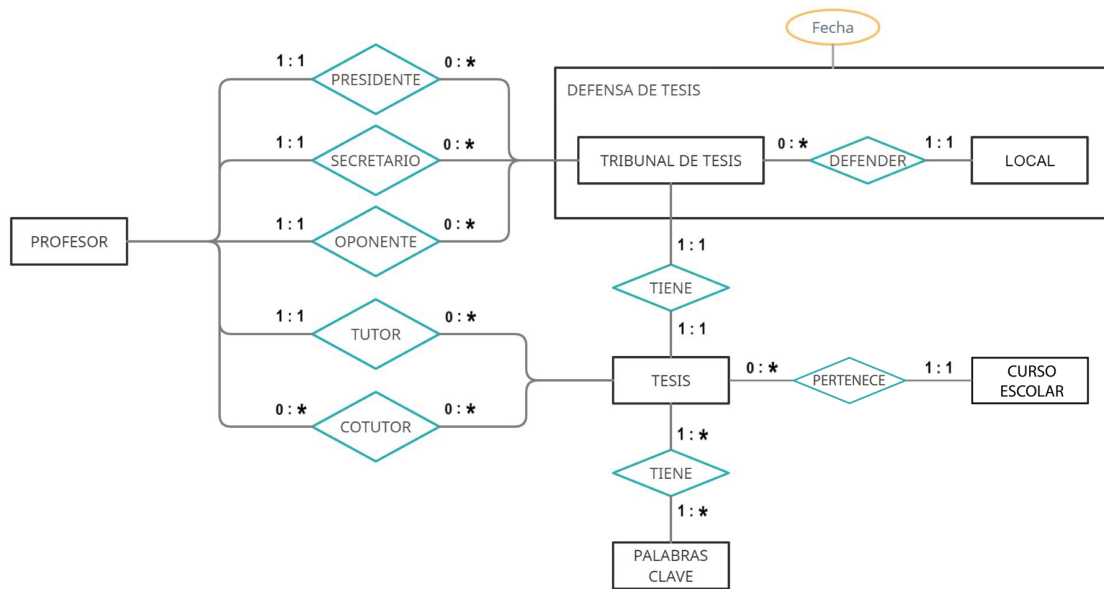 Fecha
1 : 1
PRESIDENTE
0 : *
DEFENSA DE TESIS
1 : 1
SECRETARIO
0 : *
TRIBUNAL DE TESIS
0 : *
DEFENDER
1 : 1
LOCAL
PROFESOR
1 : 1
OPONENTE
0 : *
1 : 1
TIENE
1 : 1
1 : 1
TUTOR
0 : *
TESIS
0 : *
PERTENECE
1 : 1
CURSO
ESCOLAR
0 : *
COTUTOR
0 : *
1 : *
TIENE
1 : *
PALABRAS
CLAVE